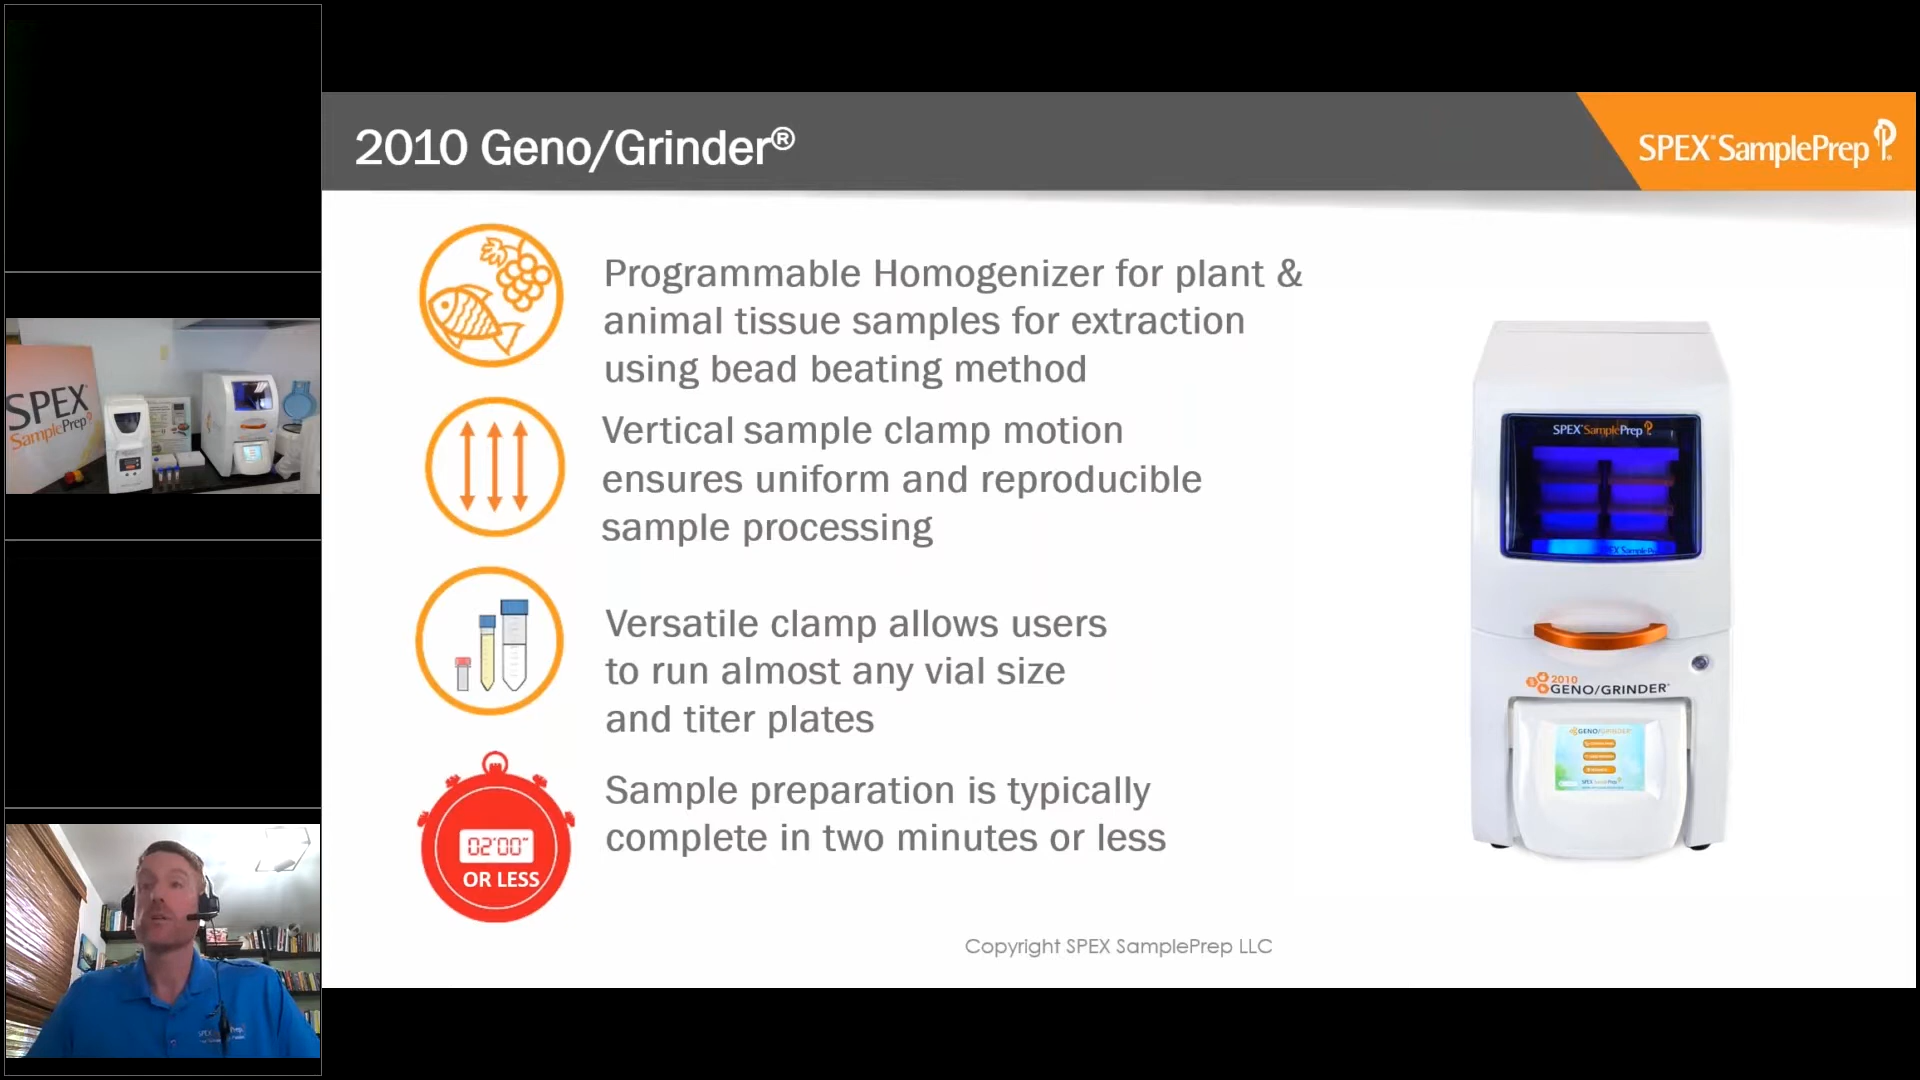 2010 Geno/Grinder®
SPEX SamplePrep
Programmable Homogenizer for plant &
animal tissue samples for extraction
using bead beating method
Vertical sample clamp motion
ensures uniform and reproducible
sample processing
Versatile clamp allows users
to run almost any vial size
and titer plates
02'00"
OR LESS
Sample preparation is typically
complete in two minutes or less
Copyright SPEX SamplePrep LLC
SPEX SamplePrep
2010
GENO/GRINDER
GENO/GRINDER
SPEX
SamplePrep